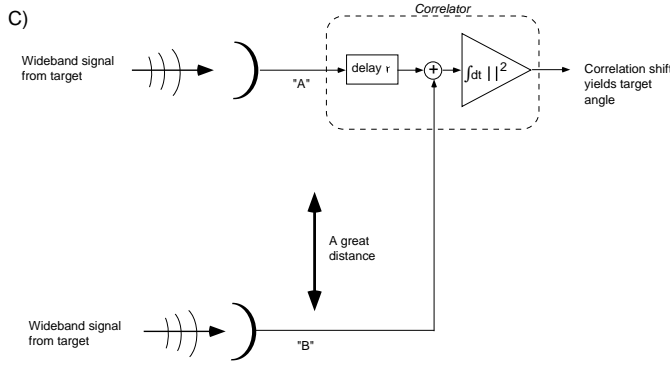 C)
Correlator
Wideband signal
from target
"A"
delay τ
+
∫dt ||²
Correlation shift
yields target
angle
A great
distance
Wideband signal
from target
"B"